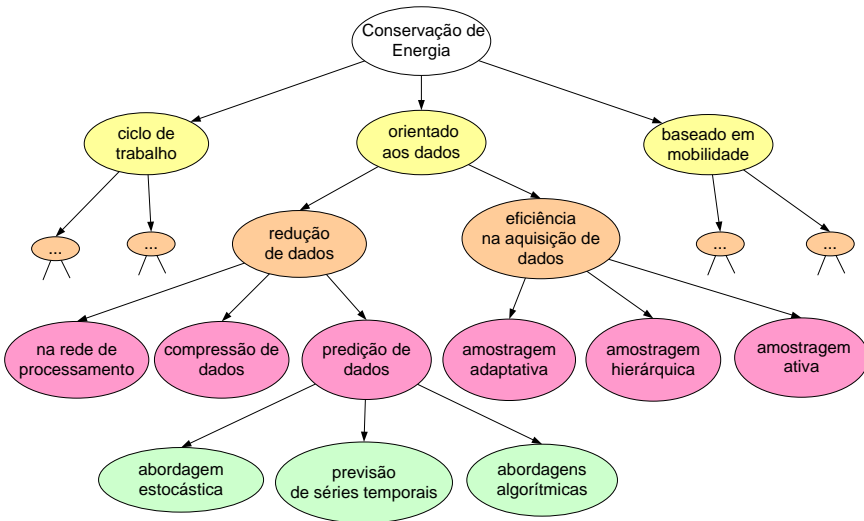 Conservação de
Energia
ciclo de
trabalho
orientado
aos dados
baseado em
mobilidade
...
...
redução
de dados
eficiência
na aquisição de
dados
...
...
na rede de
processamento
compressão de
dados
predição de
dados
amostragem
adaptativa
amostragem
hierárquica
amostragem
ativa
abordagem
estocástica
previsão
de séries temporais
abordagens
algorítmicas